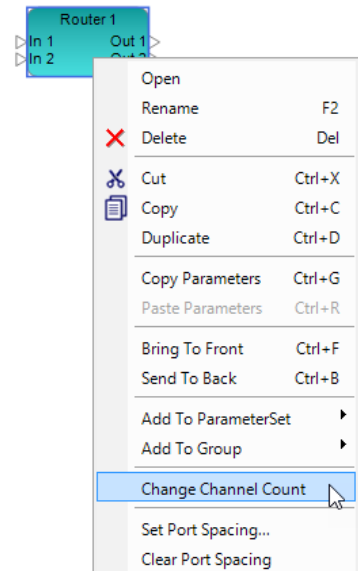 Router 1
In 1 Out 1
In 2
Open
Rename F2
Delete Del
Cut Ctrl+X
Copy Ctrl+C
Duplicate Ctrl+D
Copy Parameters Ctrl+G
Paste Parameters Ctrl+R
Bring To Front Ctrl+F
Send To Back Ctrl+B
Add To ParameterSet
Add To Group
Change Channel Count
Set Port Spacing...
Clear Port Spacing